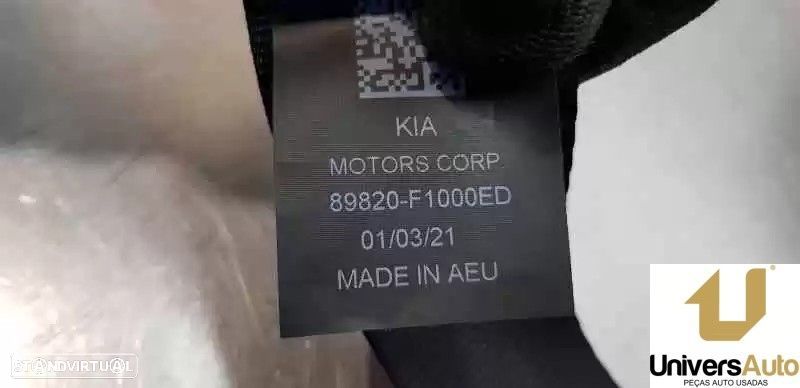 KIA
MOTORS CORP.
89820-F1000ED
01/03/21
MADE IN AEU
STANDVIRTUAL
UniversAuto
PEÇAS AUTO USADAS